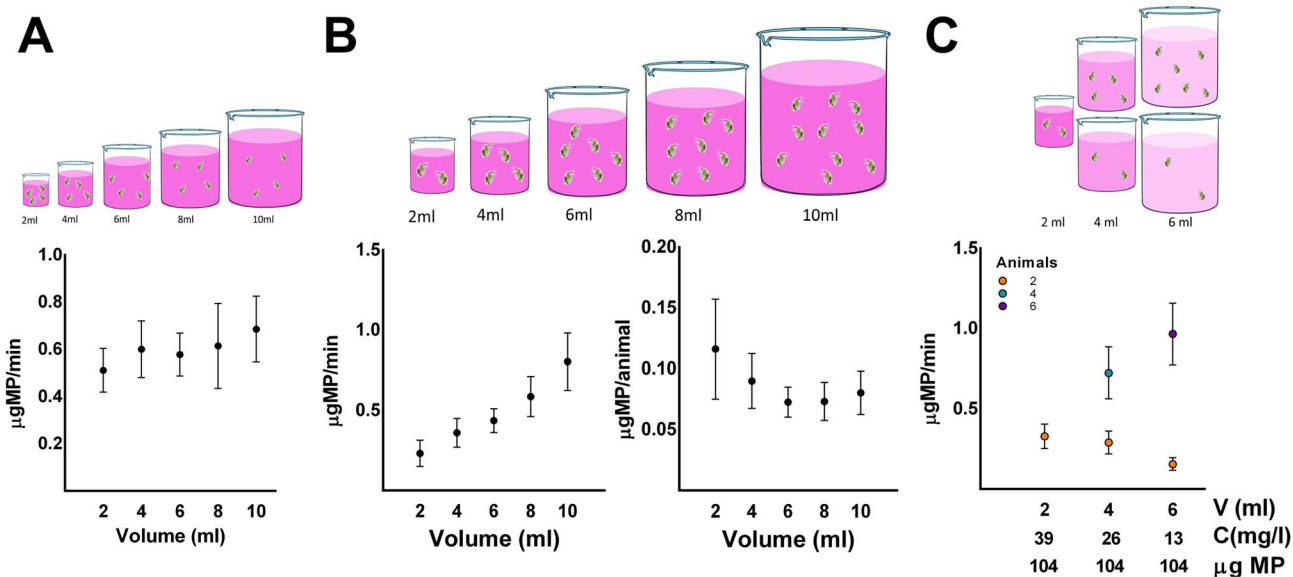 A
2ml 4ml 6ml 8ml 10ml
1.0
0.8
0.6
0.4
0.2
μgMP/min
2 4 6 8 10
Volume (ml)
B
2ml 4ml 6ml 8ml 10ml
1.5
1.0
0.5
μgMP/min
2 4 6 8 10
Volume (ml)
0.20
0.15
0.10
0.05
μgMP/animal
2 4 6 8 10
Volume (ml)
C
2 ml 4 ml 6 ml
1.5
1.0
0.5
μgMP/min
Animals
2
4
6
2 4 6 V (ml)
39 26 13 C(mg/l)
104 104 104 μg MP